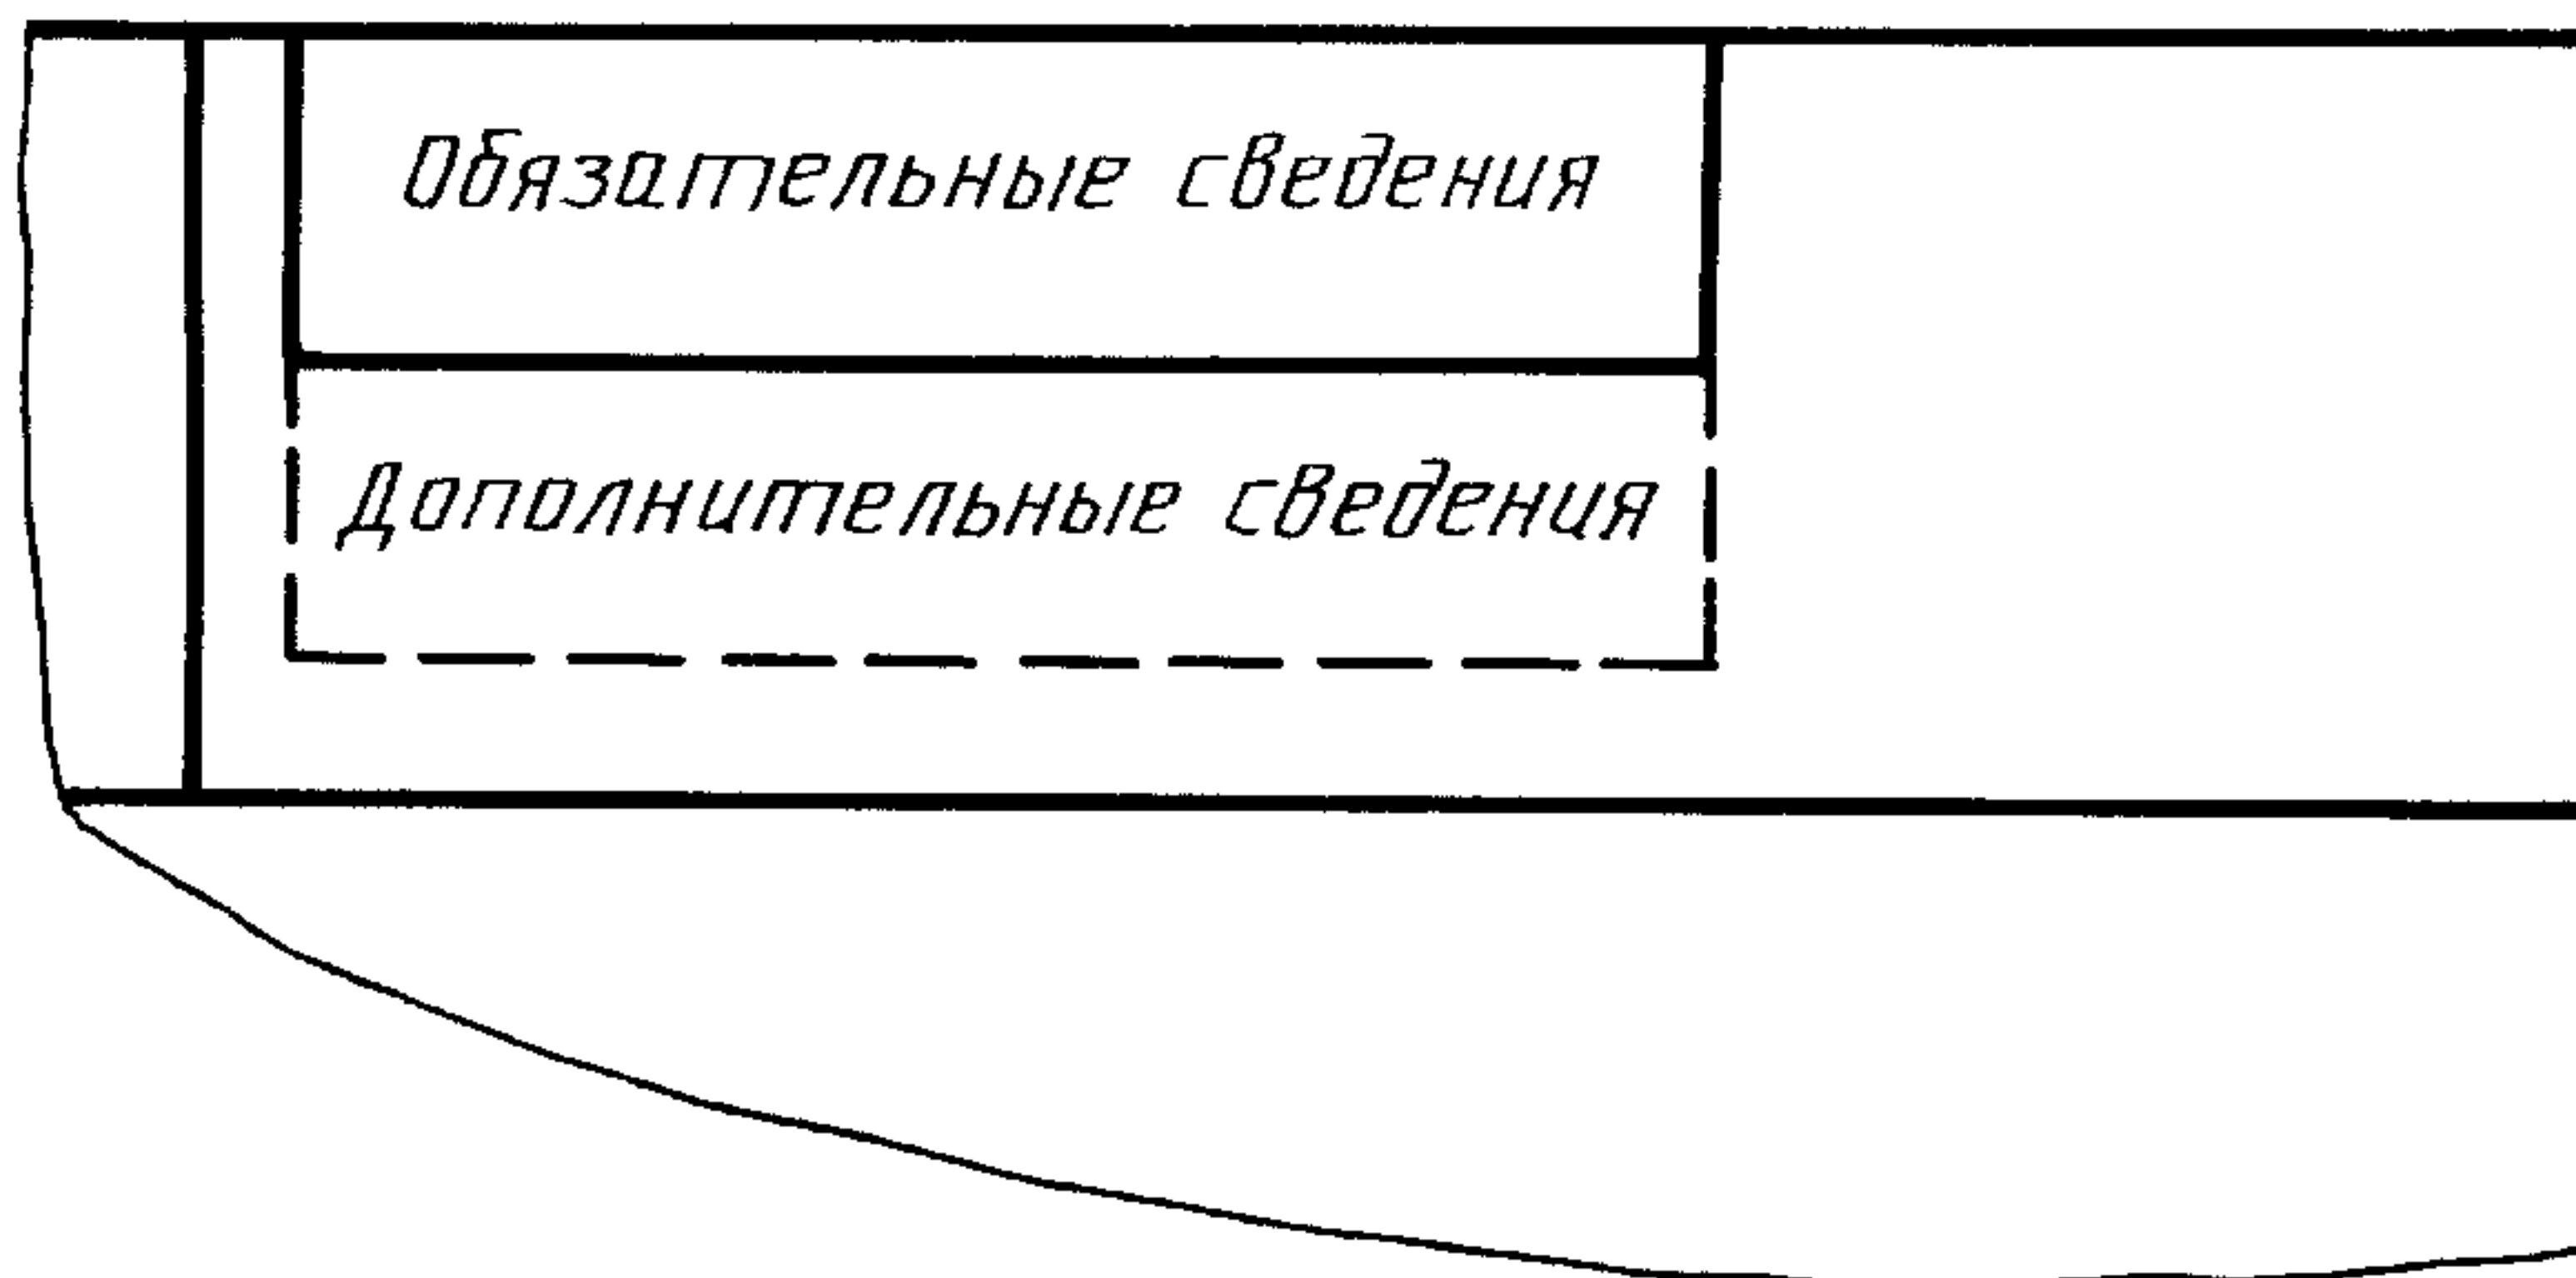 Обязательные сведения
Дополнительные сведения